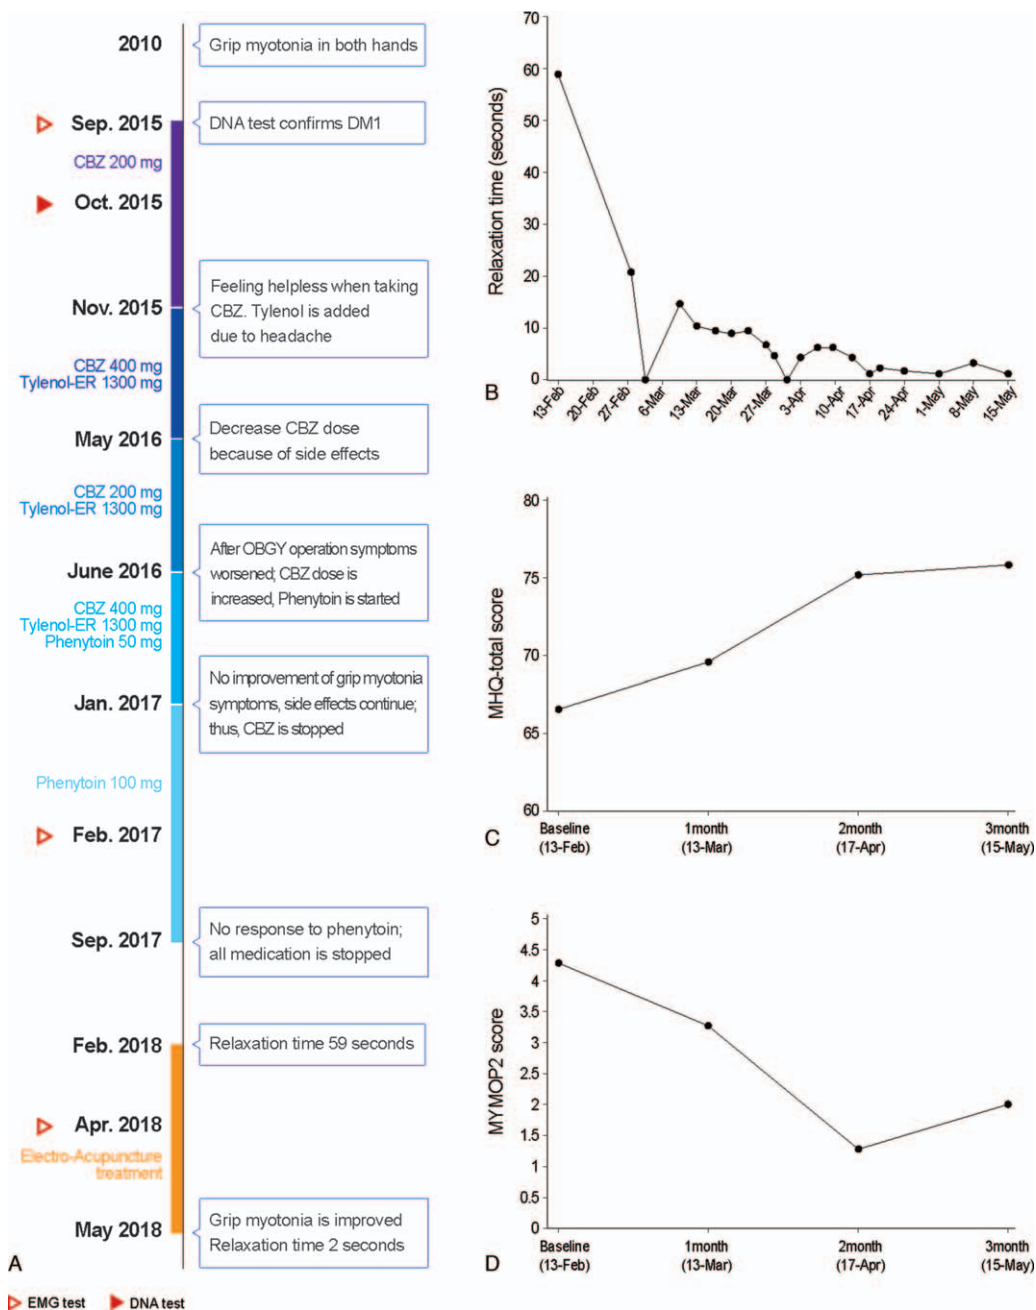 2010
Grip myotonia in both hands
Sep. 2015
DNA test confirms DM1
CBZ 200 mg
Oct. 2015
Nov. 2015
Feeling helpless when taking
CBZ. Tylenol is added
due to headache
CBZ 400 mg
Tylenol-ER 1300 mg
May 2016
Decrease CBZ dose
because of side effects
CBZ 200 mg
Tylenol-ER 1300 mg
June 2016
After OBGY operation symptoms
worsened; CBZ dose is
increased, Phenytoin is started
CBZ 400 mg
Tylenol-ER 1300 mg
Phenytoin 50 mg
Jan. 2017
No improvement of grip myotonia
symptoms, side effects continue;
thus, CBZ is stopped
Phenytoin 100 mg
Feb. 2017
Sep. 2017
No response to phenytoin;
all medication is stopped
Feb. 2018
Relaxation time 59 seconds
Apr. 2018
Electro-Acupuncture
treatment
May 2018
Grip myotonia is improved
Relaxation time 2 seconds
A
EMG test
DNA test
Relaxation time (seconds)
70
60
50
40
30
20
10
0
13-Feb
20-Feb
27-Feb
6-Mar
13-Mar
20-Mar
27-Mar
3-Apr
10-Apr
17-Apr
24-Apr
1-May
8-May
15-May
B
MHQ-total score
80
75
70
65
60
Baseline
(13-Feb)
1month
(13-Mar)
2month
(17-Apr)
3month
(15-May)
C
MYMOP2 score
5
4.5
4
3.5
3
2.5
2
1.5
1
0.5
0
Baseline
(13-Feb)
1month
(13-Mar)
2month
(17-Apr)
3month
(15-May)
D